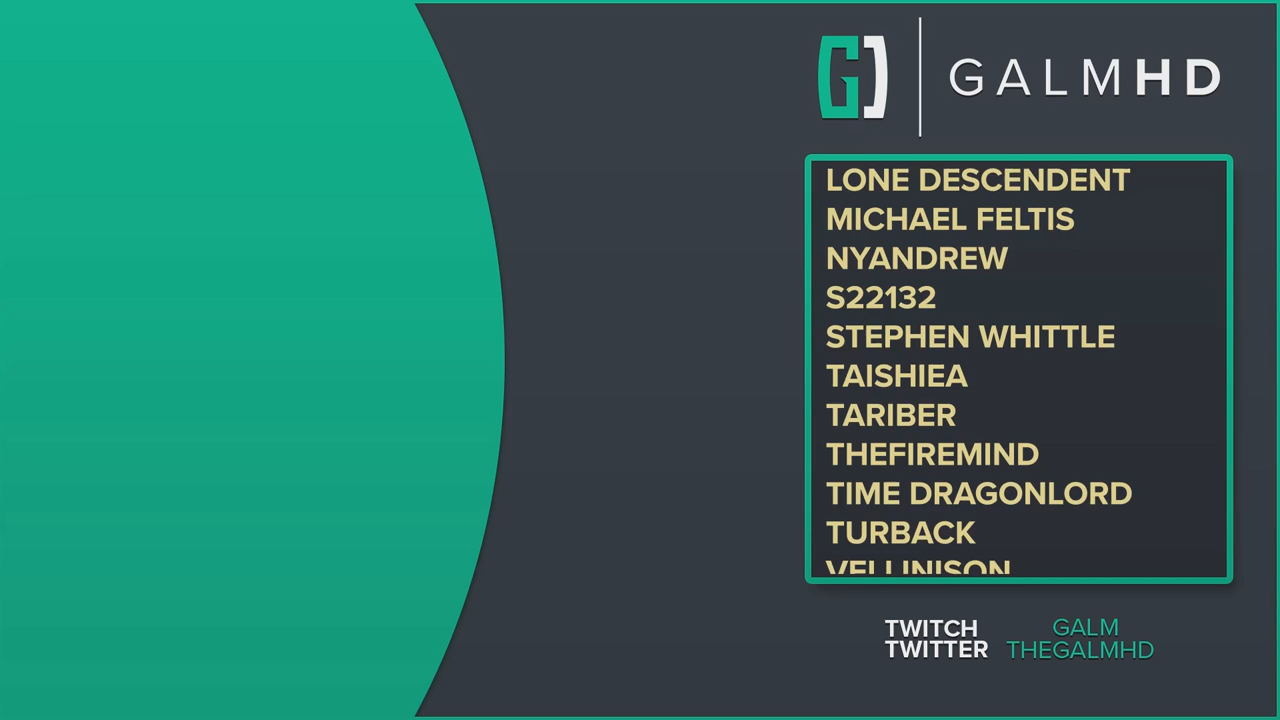 GALMHD
LONE DESCENDENT
MICHAEL FELTIS
NYANDREW
S22132
STEPHEN WHITTLE
TAISHIEA
TARIBER
THEFIREMIND
TIME DRAGONLORD
TURBACK
VELLINISON
TWITCH GALM
TWITTER THEGALMHD